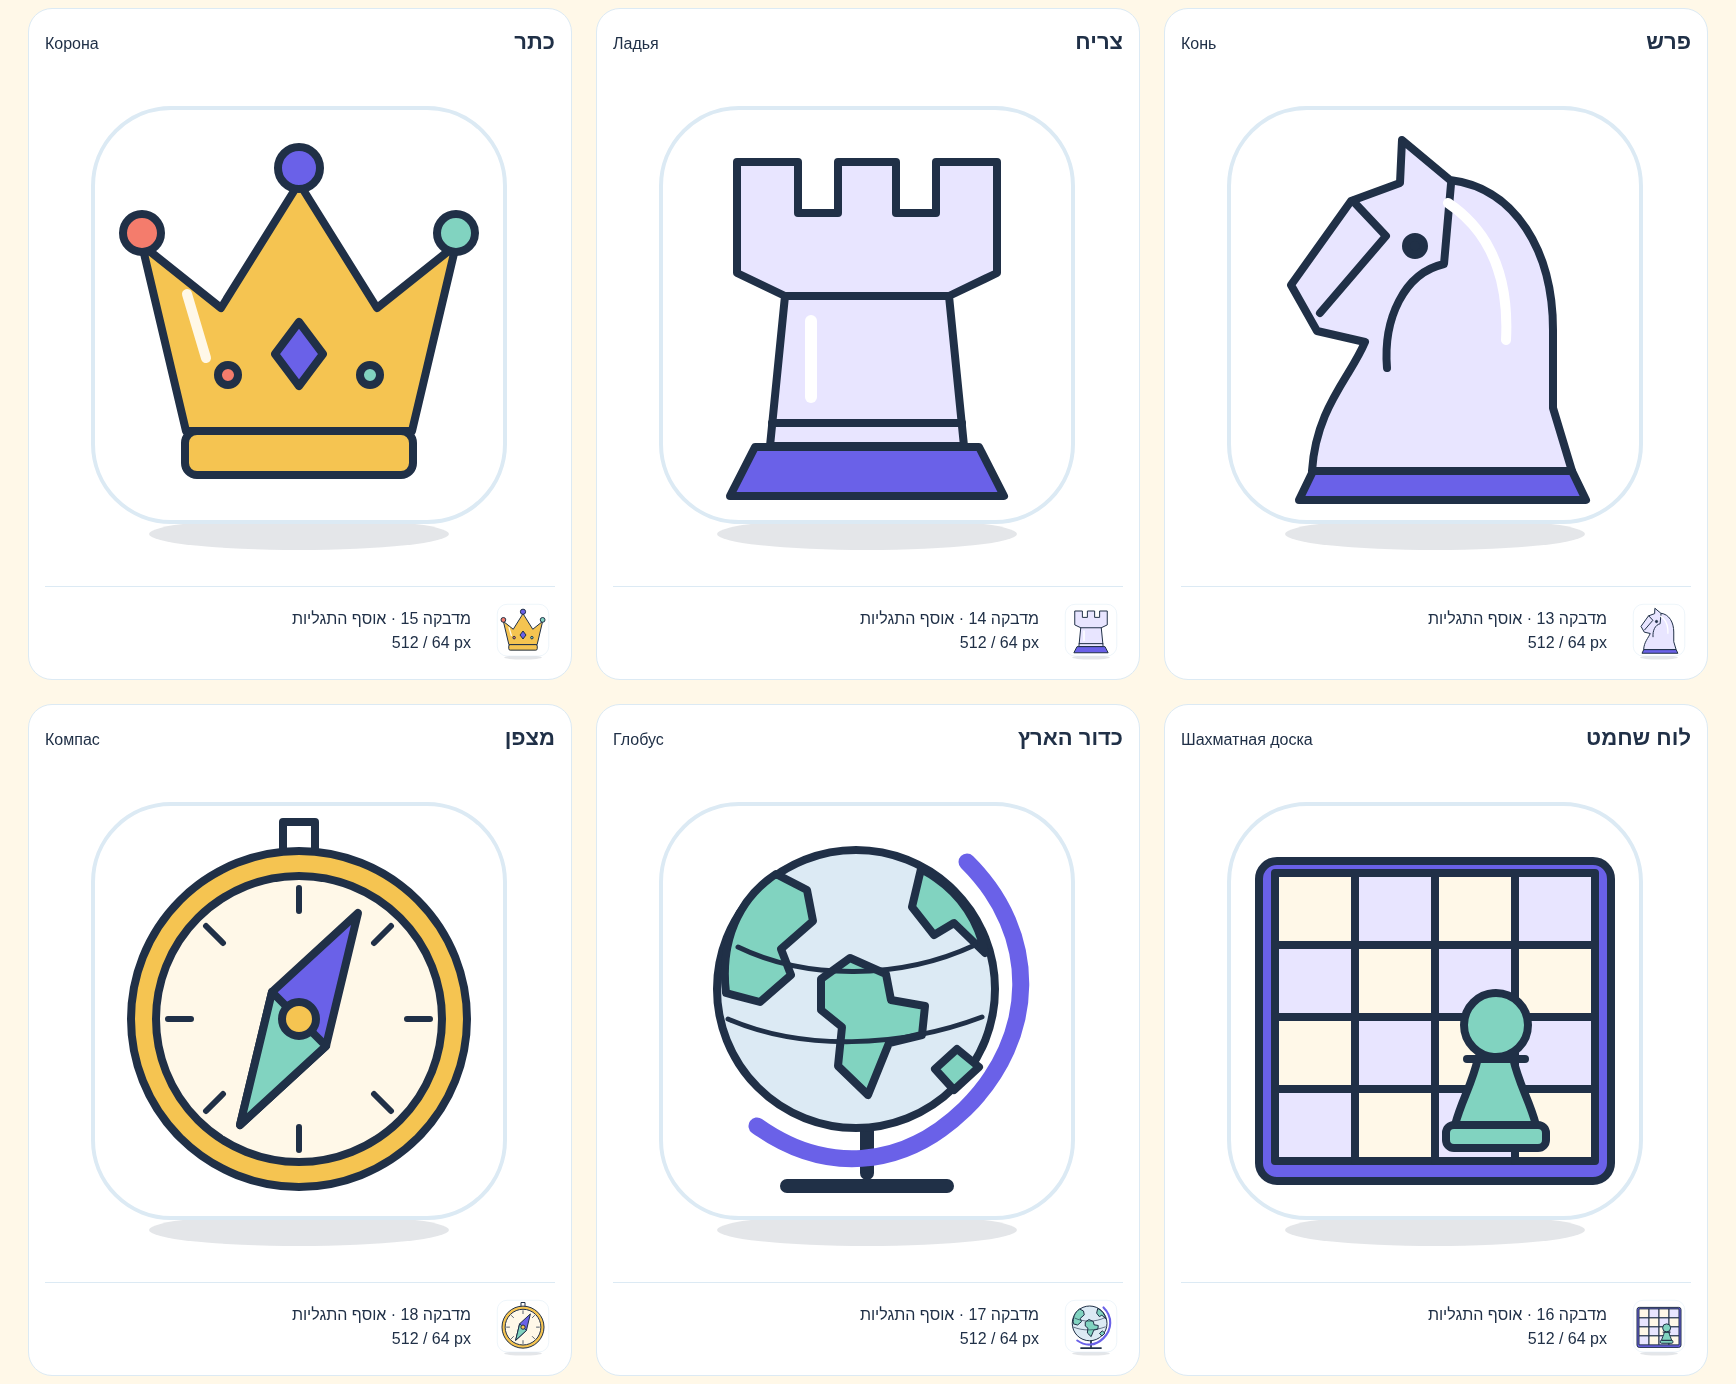 פרש
Конь
מדבקה 13 · אוסף התגליות
512 / 64 px
צריח
Ладья
מדבקה 14 · אוסף התגליות
512 / 64 px
כתר
Корона
מדבקה 15 · אוסף התגליות
512 / 64 px
לוח שחמט
Шахматная доска
מדבקה 16 · אוסף התגליות
512 / 64 px
כדור הארץ
Глобус
מדבקה 17 · אוסף התגליות
512 / 64 px
מצפן
Компас
מדבקה 18 · אוסף התגליות
512 / 64 px